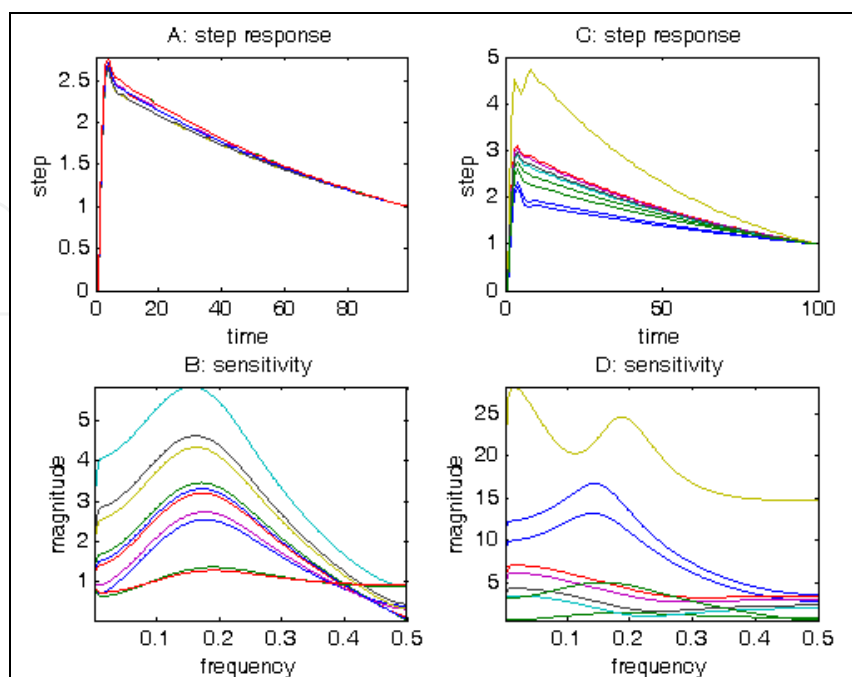 A: step response
2.5
2
1.5
1
0.5
0
step
0 20 40 60 80
time
C: step response
5
4
3
2
1
0
step
0 50 100
time
B: sensitivity
5
4
3
2
1
magnitude
0.1 0.2 0.3 0.4 0.5
frequency
D: sensitivity
25
20
15
10
5
magnitude
0.1 0.2 0.3 0.4 0.5
frequency